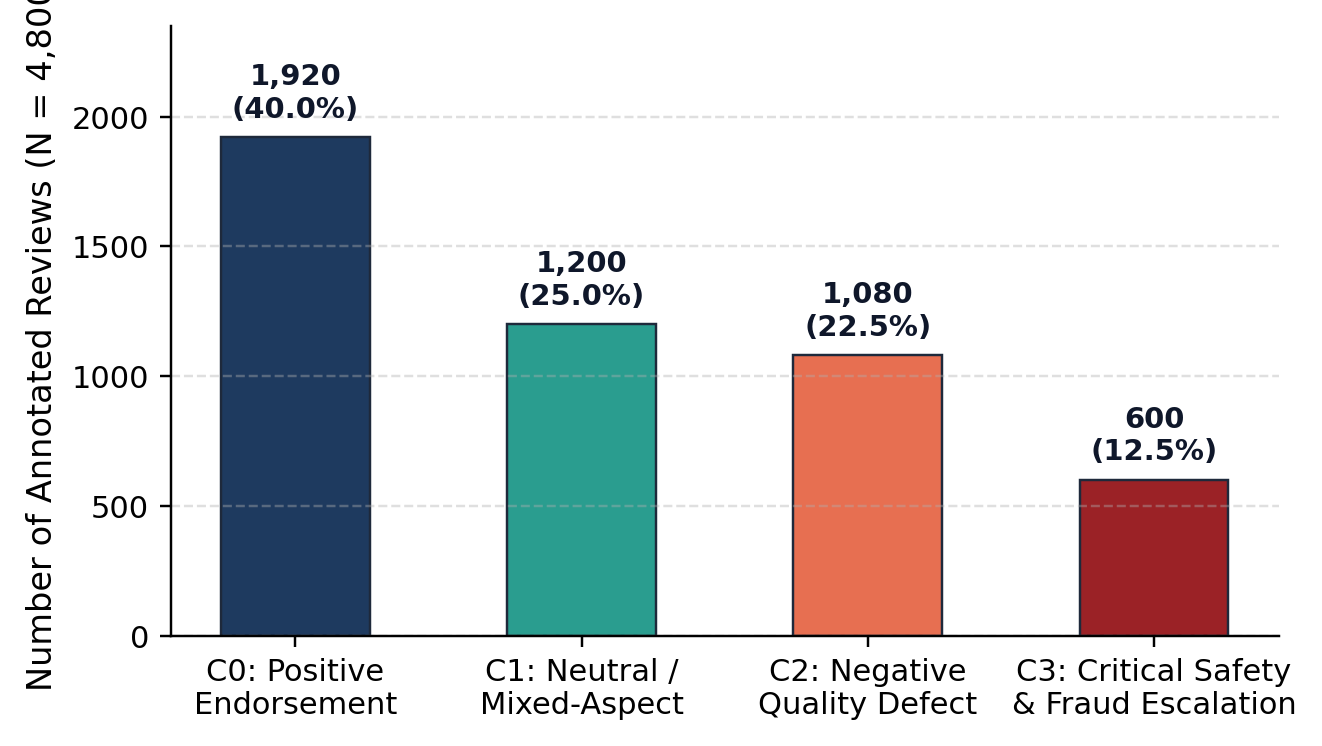 Number of Annotated Reviews (N = 4,800
2000
1500
1000
500
0
1,920
(40.0%)
1,200
(25.0%)
1,080
(22.5%)
600
(12.5%)
C0: Positive
Endorsement
C1: Neutral /
Mixed-Aspect
C2: Negative
Quality Defect
C3: Critical Safety
& Fraud Escalation